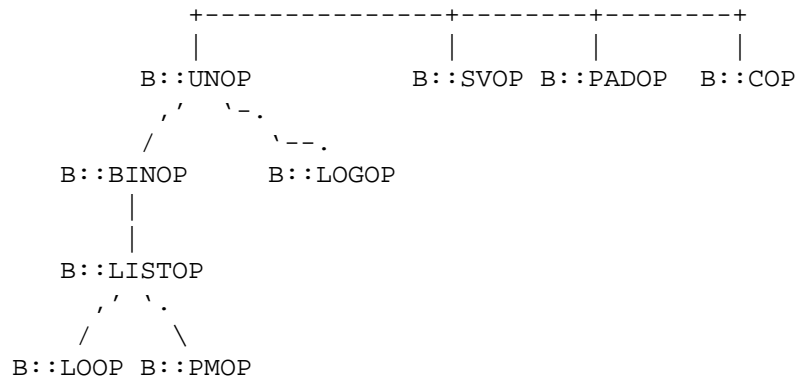 B::UNOP B::SVOP B::PADOP B::COP
B::BINOP B::LOGOP
B::LISTOP
B::LOOP B::PMOP